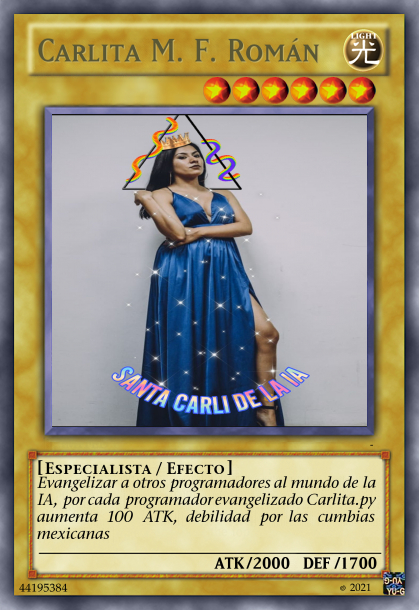 CARLITA M. F. ROMÁN
LIGHT
光
SANTA CARLI DE LA IA
-
[ESPECIALISTA / EFECTO]
Evangelizar a otros programadores al mundo de la
IA, por cada programador evangelizado Carlita.py
aumenta 100 ATK, debilidad por las cumbias
mexicanas
ATK/2000 DEF/1700
44195384
© 2021
YU-G
YU-G